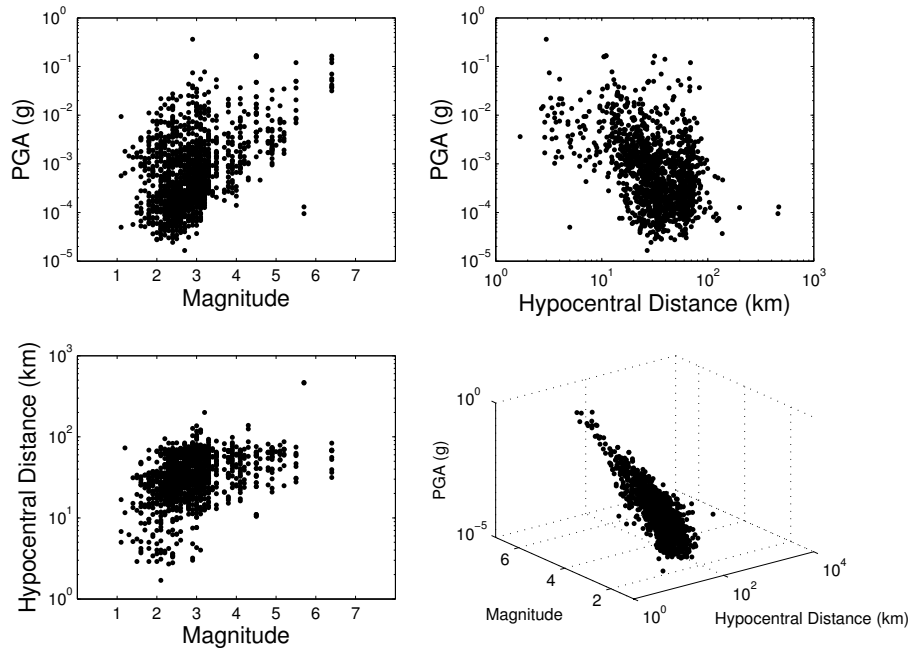 10^0
10^-1
10^-2
10^-3
10^-4
10^-5
PGA (g)
1 2 3 4 5 6 7
Magnitude
10^0
10^-1
10^-2
10^-3
10^-4
10^-5
PGA (g)
10^0 10^1 10^2 10^3
Hypocentral Distance (km)
10^3
10^2
10^1
10^0
Hypocentral Distance (km)
1 2 3 4 5 6 7
Magnitude
10^0
10^-5
PGA (g)
6 4 2
Magnitude
10^0 10^2 10^4
Hypocentral Distance (km)